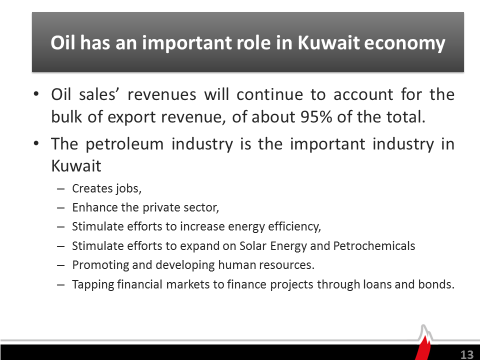 Oil has an important role in Kuwait economy
• Oil sales’ revenues will continue to account for the
bulk of export revenue, of about 95% of the total.
• The petroleum industry is the important industry in
Kuwait
– Creates jobs,
– Enhance the private sector,
– Stimulate efforts to increase energy efficiency,
– Stimulate efforts to expand on Solar Energy and Petrochemicals
– Promoting and developing human resources.
– Tapping financial markets to finance projects through loans and bonds.
13